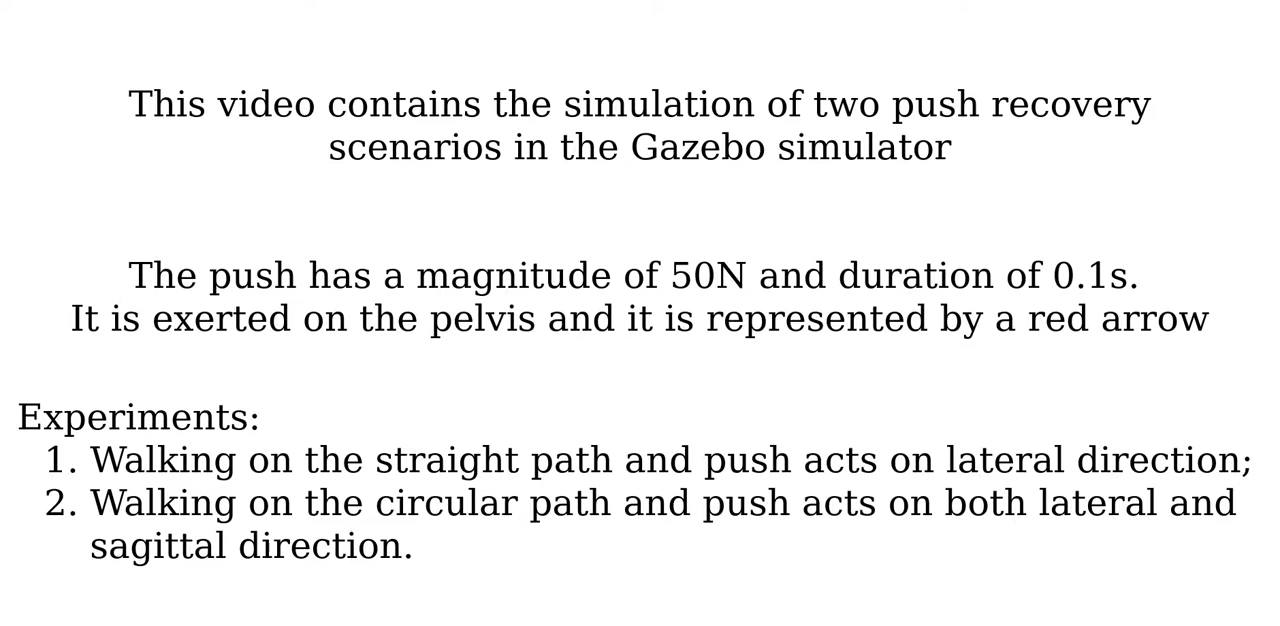 This video contains the simulation of two push recovery
scenarios in the Gazebo simulator
The push has a magnitude of 50N and duration of 0.1s.
It is exerted on the pelvis and it is represented by a red arrow
Experiments:
1. Walking on the straight path and push acts on lateral direction;
2. Walking on the circular path and push acts on both lateral and
sagittal direction.